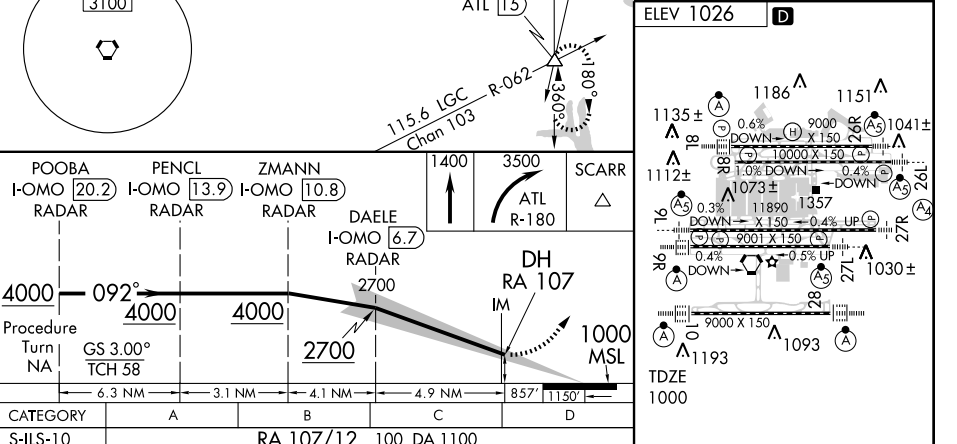 3100
ATL 15
R-062
115.6 LGC
Chan 103
360°
180°
POOBA
I-OMO 20.2
RADAR
PENCL
I-OMO 13.9
RADAR
ZMANN
I-OMO 10.8
RADAR
DAELE
I-OMO 6.7
RADAR
1400
3500
ATL
R-180
SCARR
4000
092°
4000
4000
2700
2700
DH
RA 107
IM
1000
MSL
Procedure
Turn
NA
GS 3.00°
TCH 58
6.3 NM
3.1 NM
4.1 NM
4.9 NM
857'
1150'
CATEGORY A B C D
S-ILS-10 RA 107/12 100 DA 1100
ELEV 1026 D
1186
1151
A
1135±
P
0.6%
DOWN
H
9000
X 150
26R
A5
1041±
8L
8R
P
10000 X 150
P
26L
1112±
1.0% DOWN
0.4%
DOWN
A5
1073±
1357
A4
A5
9L
0.3%
DOWN
11890
X 150
0.4% UP
P
27R
P
P
9001 X 150
P
9R
0.4%
DOWN
0.5% UP
27L
1030±
A
A5
28
9000 X 150
10
A
1193
1093
A
TDZE
1000